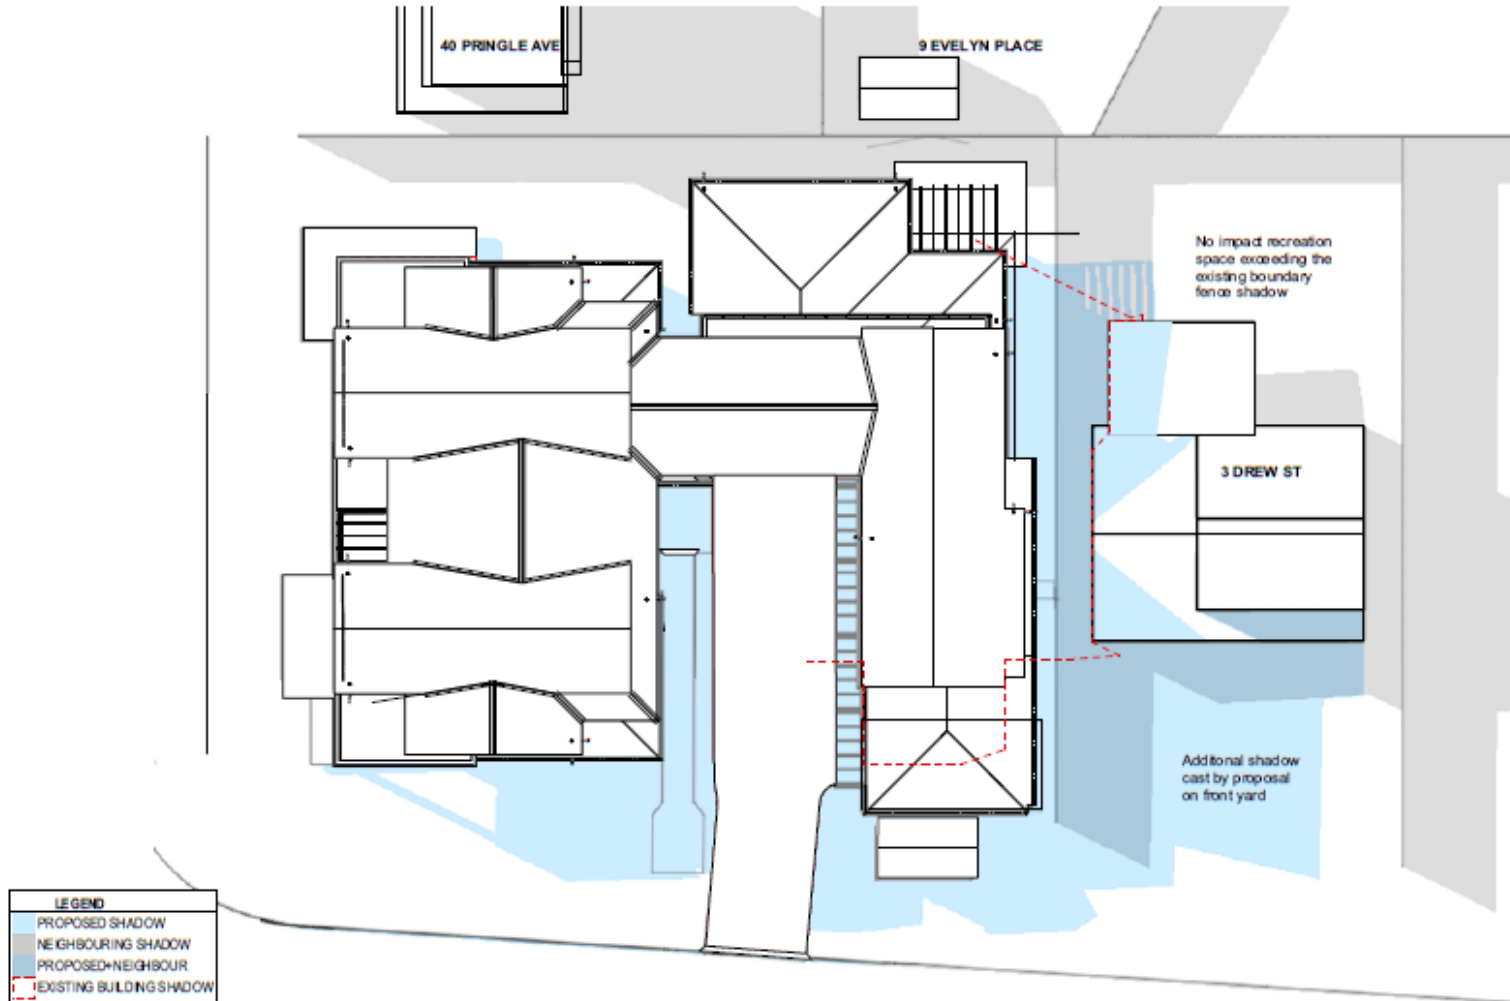 40 PRINGLE AVE
9 EVELYN PLACE
No impact recreation
space exceeding the
existing boundary
fence shadow
3 DREW ST
Additonal shadow
cast by proposal
on front yard
LEGEND
PROPOSED SHADOW
NEIGHBOURING SHADOW
PROPOSED+NEIGHBOUR
EXISTING BUILDING SHADOW